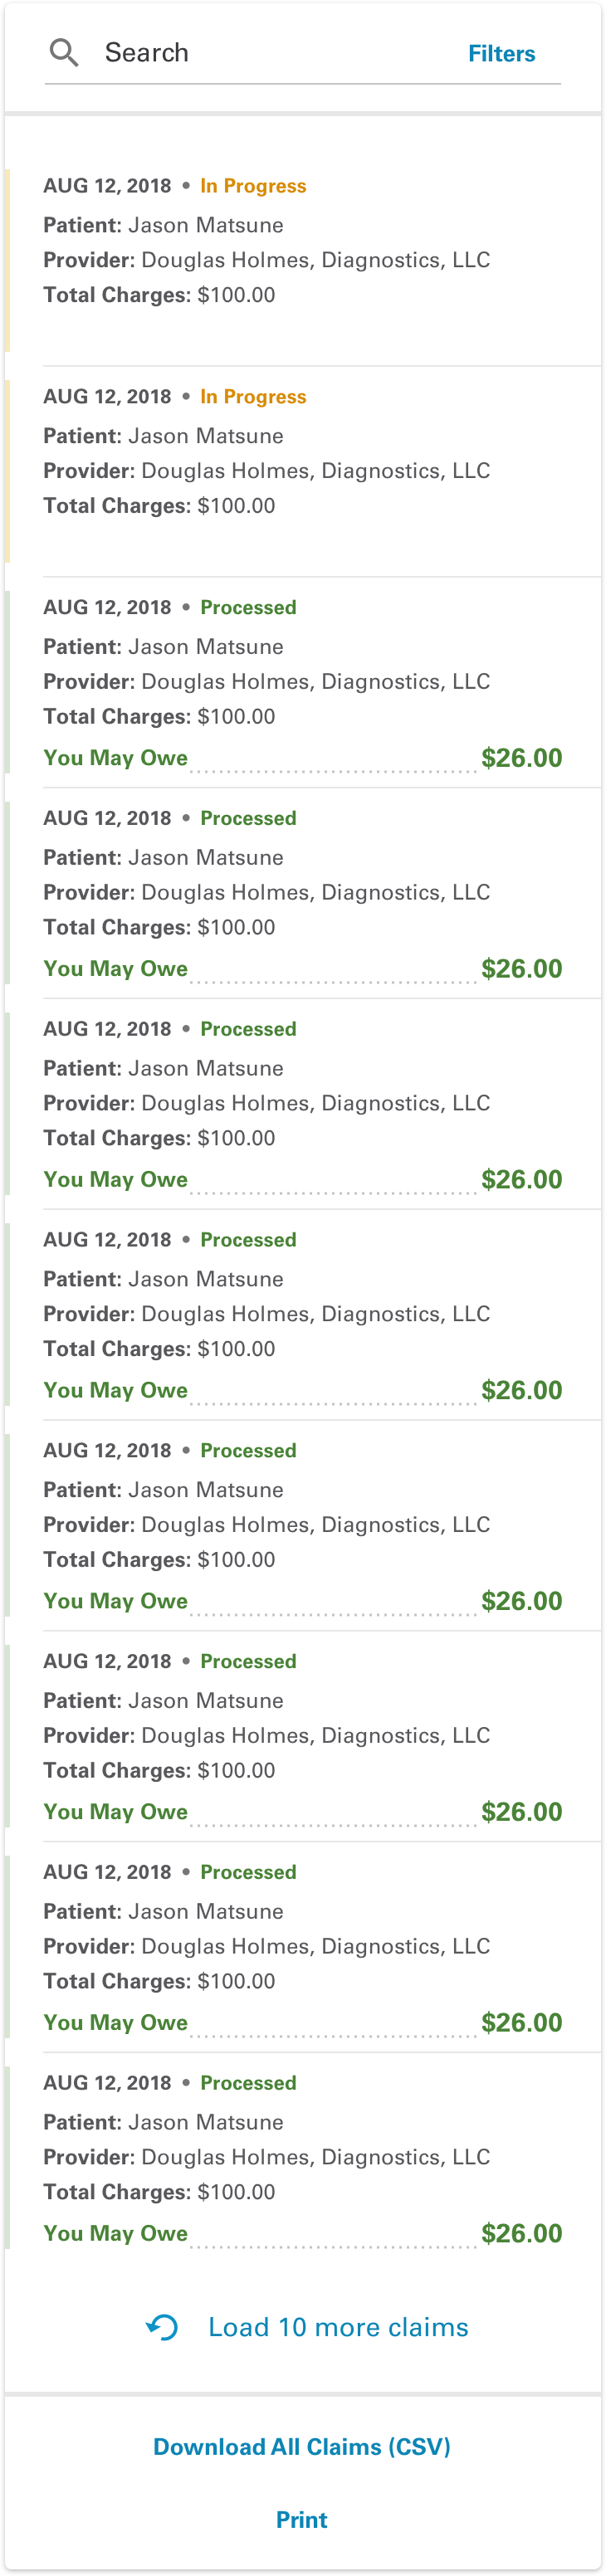 Search Filters
AUG 12, 2018 • In Progress
Patient: Jason Matsune
Provider: Douglas Holmes, Diagnostics, LLC
Total Charges: $100.00
AUG 12, 2018 • In Progress
Patient: Jason Matsune
Provider: Douglas Holmes, Diagnostics, LLC
Total Charges: $100.00
AUG 12, 2018 • Processed
Patient: Jason Matsune
Provider: Douglas Holmes, Diagnostics, LLC
Total Charges: $100.00
You May Owe $26.00
AUG 12, 2018 • Processed
Patient: Jason Matsune
Provider: Douglas Holmes, Diagnostics, LLC
Total Charges: $100.00
You May Owe $26.00
AUG 12, 2018 • Processed
Patient: Jason Matsune
Provider: Douglas Holmes, Diagnostics, LLC
Total Charges: $100.00
You May Owe $26.00
AUG 12, 2018 • Processed
Patient: Jason Matsune
Provider: Douglas Holmes, Diagnostics, LLC
Total Charges: $100.00
You May Owe $26.00
AUG 12, 2018 • Processed
Patient: Jason Matsune
Provider: Douglas Holmes, Diagnostics, LLC
Total Charges: $100.00
You May Owe $26.00
AUG 12, 2018 • Processed
Patient: Jason Matsune
Provider: Douglas Holmes, Diagnostics, LLC
Total Charges: $100.00
You May Owe $26.00
AUG 12, 2018 • Processed
Patient: Jason Matsune
Provider: Douglas Holmes, Diagnostics, LLC
Total Charges: $100.00
You May Owe $26.00
AUG 12, 2018 • Processed
Patient: Jason Matsune
Provider: Douglas Holmes, Diagnostics, LLC
Total Charges: $100.00
You May Owe $26.00
Load 10 more claims
Download All Claims (CSV)
Print